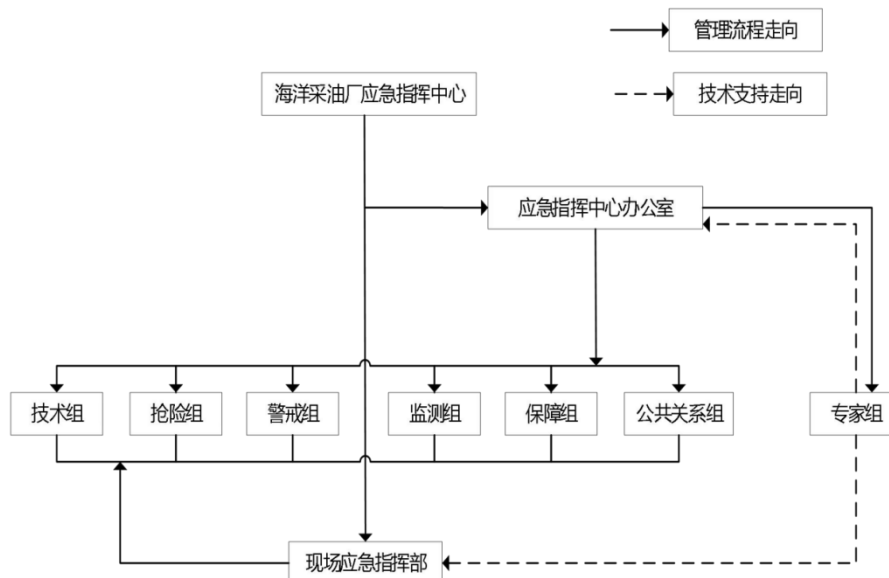 管理流程走向
海洋采油厂应急指挥中心
技术支持走向
应急指挥中心办公室
技术组
抢险组
警戒组
监测组
保障组
公共关系组
专家组
现场应急指挥部